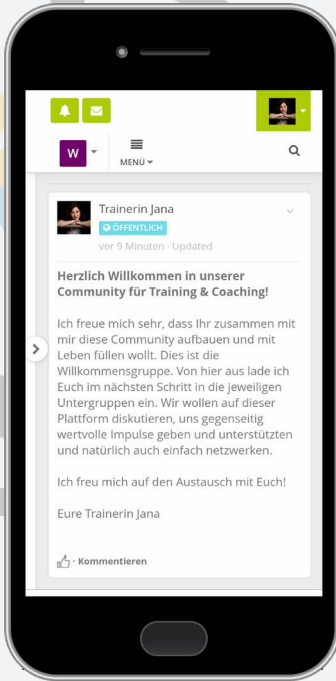 W
MENÜ
Trainerin Jana
ÖFFENTLICH
vor 9 Minuten · Updated
Herzlich Willkommen in unserer
Community für Training & Coaching!
Ich freue mich sehr, dass Ihr zusammen mit
mir diese Community aufbauen und mit
Leben füllen wollt. Dies ist die
Willkommensgruppe. Von hier aus lade ich
Euch im nächsten Schritt in die jeweiligen
Untergruppen ein. Wir wollen auf dieser
Plattform diskutieren, uns gegenseitig
wertvolle Impulse geben und unterstützten
und natürlich auch einfach netzwerken.
Ich freu mich auf den Austausch mit Euch!
Eure Trainerin Jana
· Kommentieren